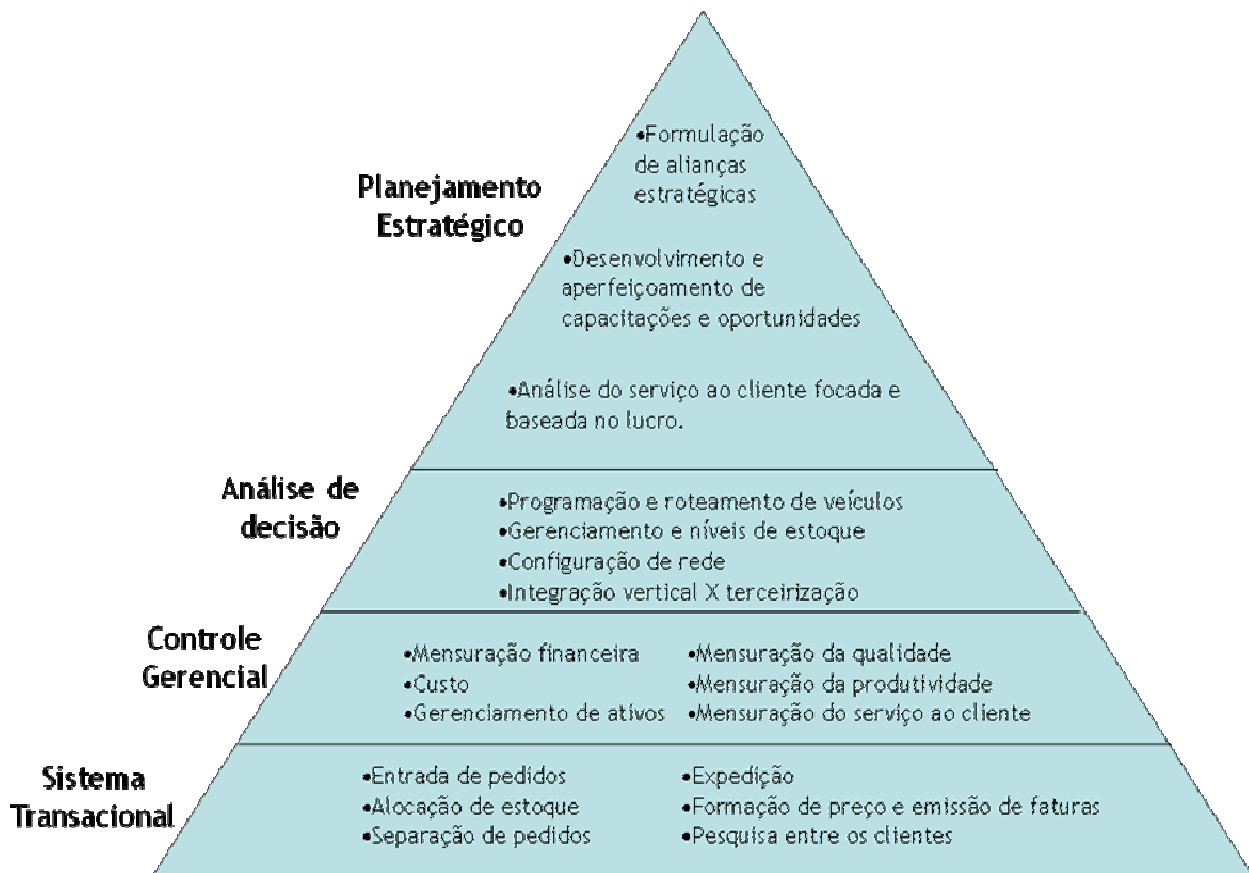 Planejamento
Estratégico
•Formulação
de alianças
estratégicas
•Desenvolvimento e
aperfeiçoamento de
capacitações e oportunidades
•Análise do serviço ao cliente focada e
baseada no lucro.
Análise de
decisão
•Programação e roteamento de veículos
•Gerenciamento e níveis de estoque
•Configuração de rede
•Integração vertical X terceirização
Controle
Gerencial
•Mensuração financeira
•Custo
•Gerenciamento de ativos
•Mensuração da qualidade
•Mensuração da produtividade
•Mensuração do serviço ao cliente
Sistema
Transacional
•Entrada de pedidos
•Alocação de estoque
•Separação de pedidos
•Expedição
•Formação de preço e emissão de faturas
•Pesquisa entre os clientes